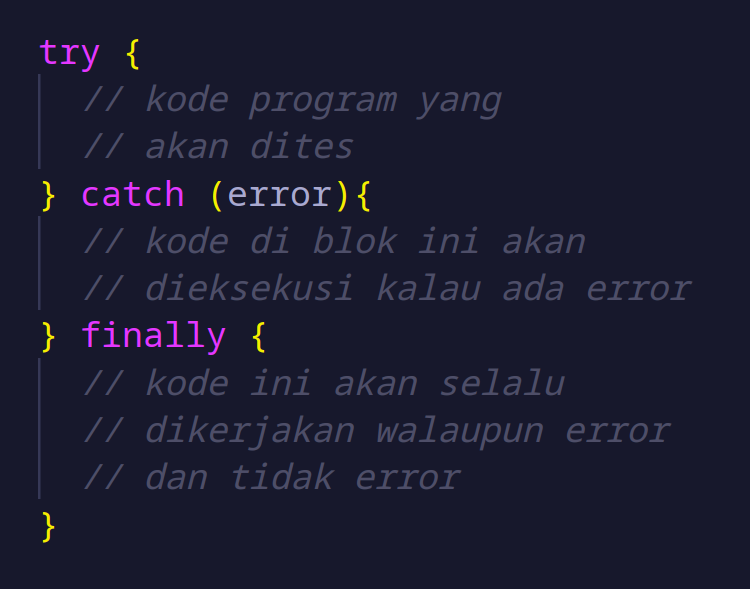 try {
// kode program yang
// akan dites
} catch (error){
// kode di blok ini akan
// dieksekusi kalau ada error
} finally {
// kode ini akan selalu
// dikerjakan walaupun error
// dan tidak error
}